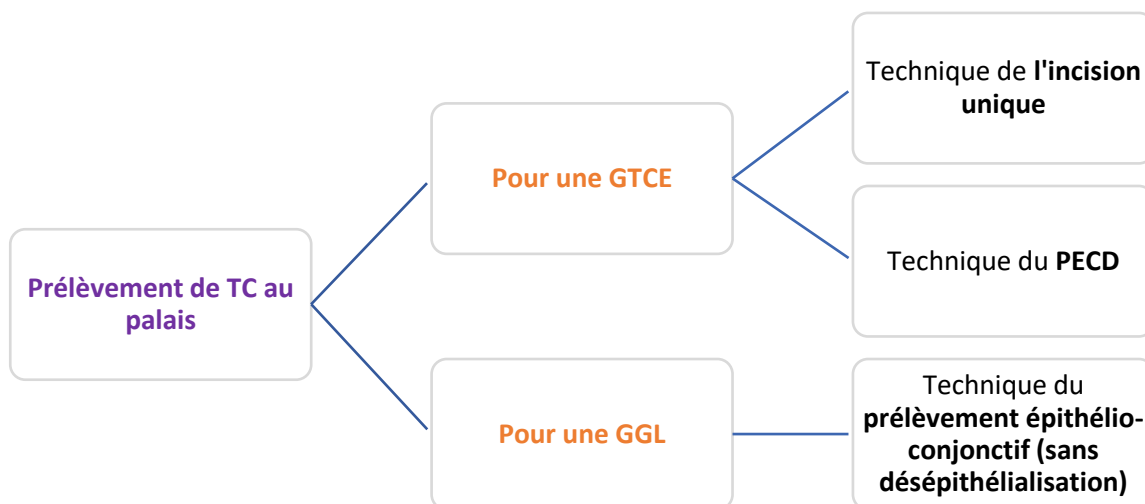 Technique de l'incision
unique
Pour une GTCE
Technique du PECD
Prélèvement de TC au
palais
Pour une GGL
Technique du
prélèvement épithélio-
conjonctif (sans
désépithélialisation)